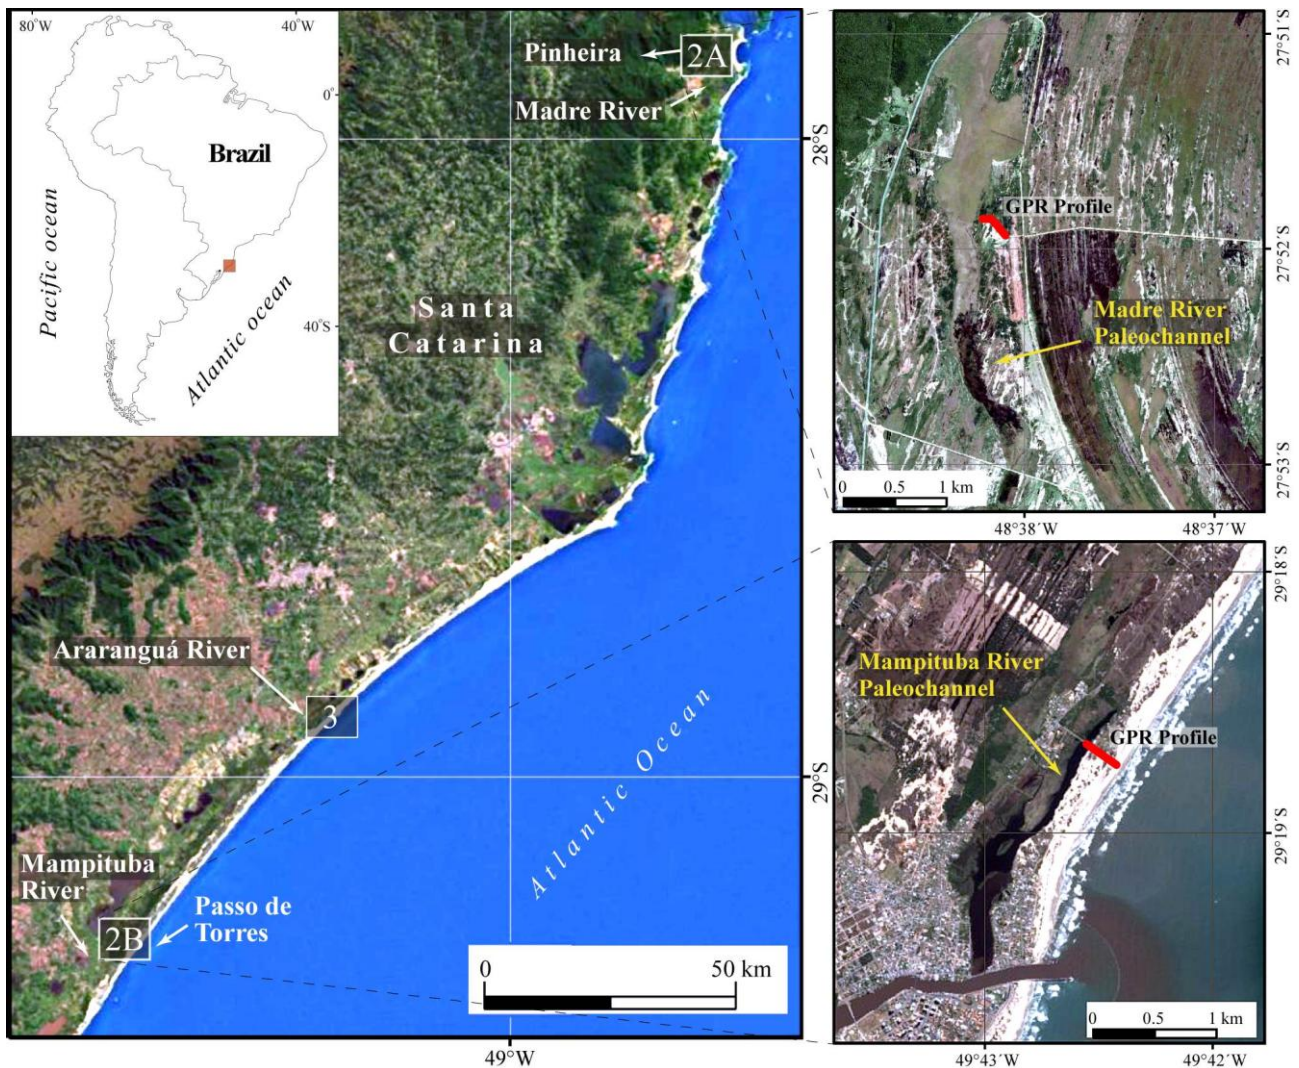 80°W
40°W
0°
Brazil
Pacific ocean
40°S
Atlantic ocean
Pinheira
2A
Madre River
28°S
Santa
Catarina
Araranguá River
3
29°S
Atlantic Ocean
Mampituba
River
2B
Passo de
Torres
0
50 km
49°W
27°51´S
GPR Profile
27°52´S
Madre River
Paleochannel
27°53´S
0 0.5 1 km
48°38´W
48°37´W
29°18´S
Mampituba River
Paleochannel
GPR Profile
29°19´S
0 0.5 1 km
49°43´W
49°42´W